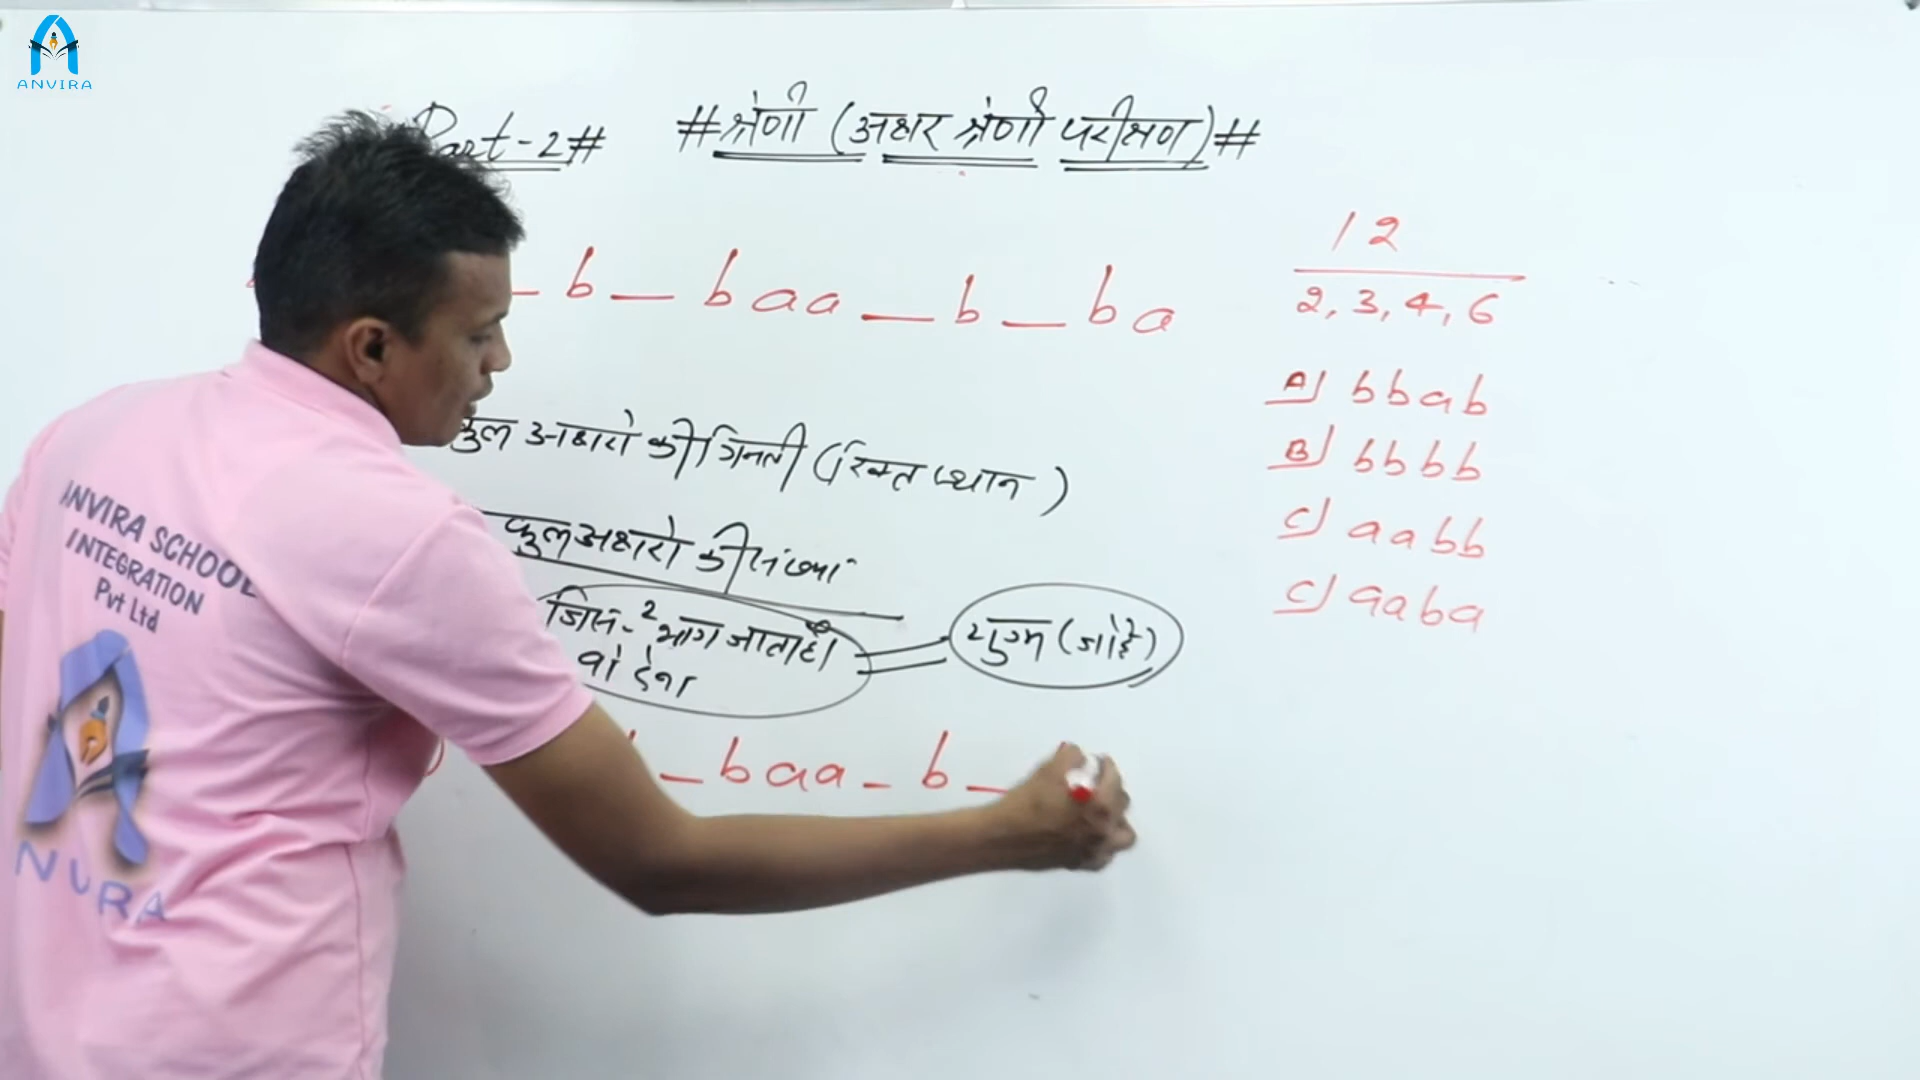 ANVIRA
Part-2# #श्रेणी (अक्षर श्रेणी परीक्षण)#
_ b _ b a a _ b _ b a
12
2, 3, 4, 6
A) b b a b
B) b b b b
C) a a b b
C) a a b a
कुल अक्षरो की गिनती (रिक्त स्थान)
कुल अक्षरो की संख्या
जिस-2 भाग जाता है।
वो देना
युग्म (जोड़े)
_ b a a _ b _
ANVIRA SCHOOL
INTEGRATION
Pvt Ltd